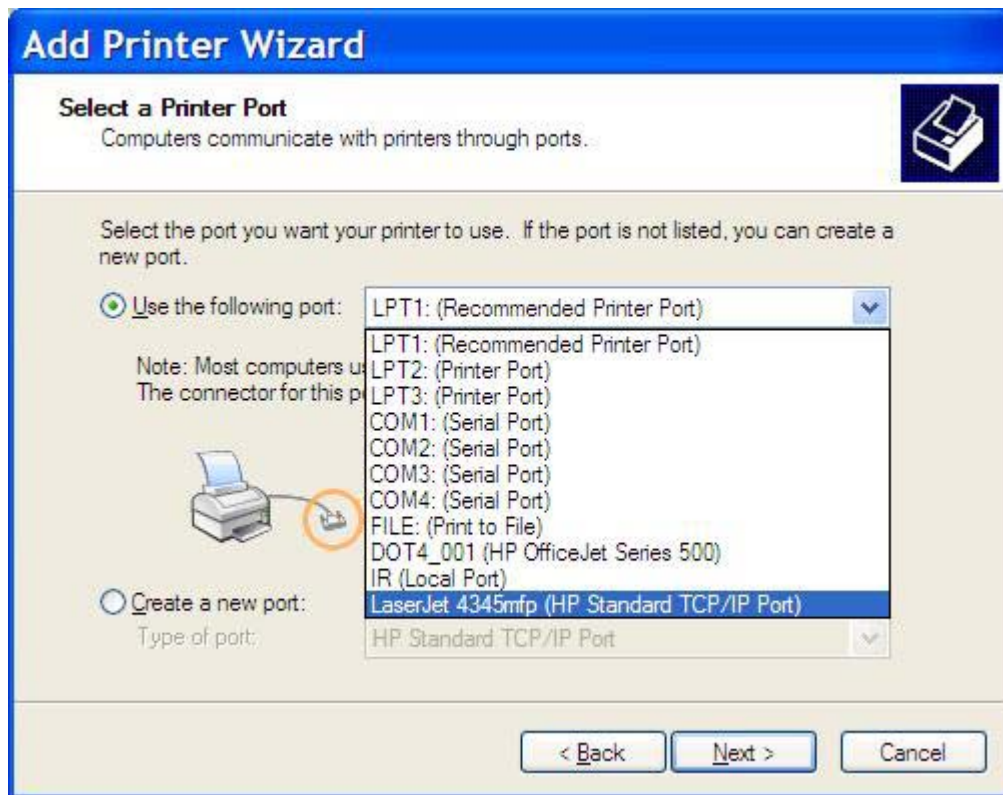 Add Printer Wizard
Select a Printer Port
Computers communicate with printers through ports.
Select the port you want your printer to use. If the port is not listed, you can create a
new port.
Use the following port:
LPT1: (Recommended Printer Port)
LPT1: (Recommended Printer Port)
LPT2: (Printer Port)
LPT3: (Printer Port)
COM1: (Serial Port)
COM2: (Serial Port)
COM3: (Serial Port)
COM4: (Serial Port)
FILE: (Print to File)
DOT4_001 (HP OfficeJet Series 500)
IR (Local Port)
LaserJet 4345mfp (HP Standard TCP/IP Port)
Note: Most computers
The connector for this
Create a new port:
Type of port:
HP Standard TCP/IP Port
< Back
Next >
Cancel